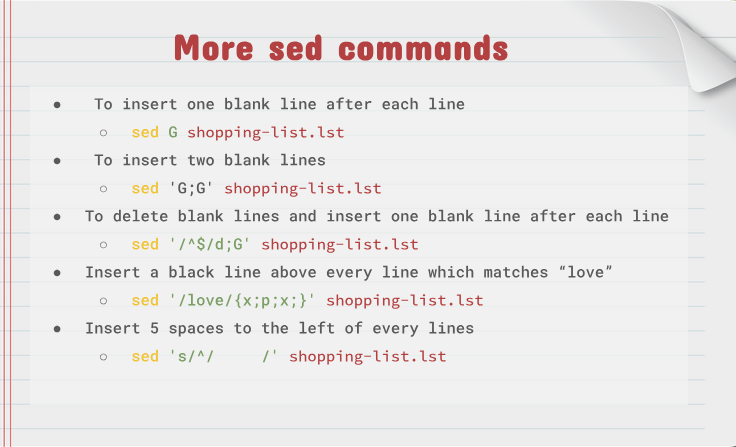 More sed commands
● To insert one blank line after each line
○ sed G shopping-list.lst
● To insert two blank lines
○ sed 'G;G' shopping-list.lst
● To delete blank lines and insert one blank line after each line
○ sed '/^$/d;G' shopping-list.lst
● Insert a black line above every line which matches “love”
○ sed '/love/{x;p;x;}' shopping-list.lst
● Insert 5 spaces to the left of every lines
○ sed 's/^/     /' shopping-list.lst